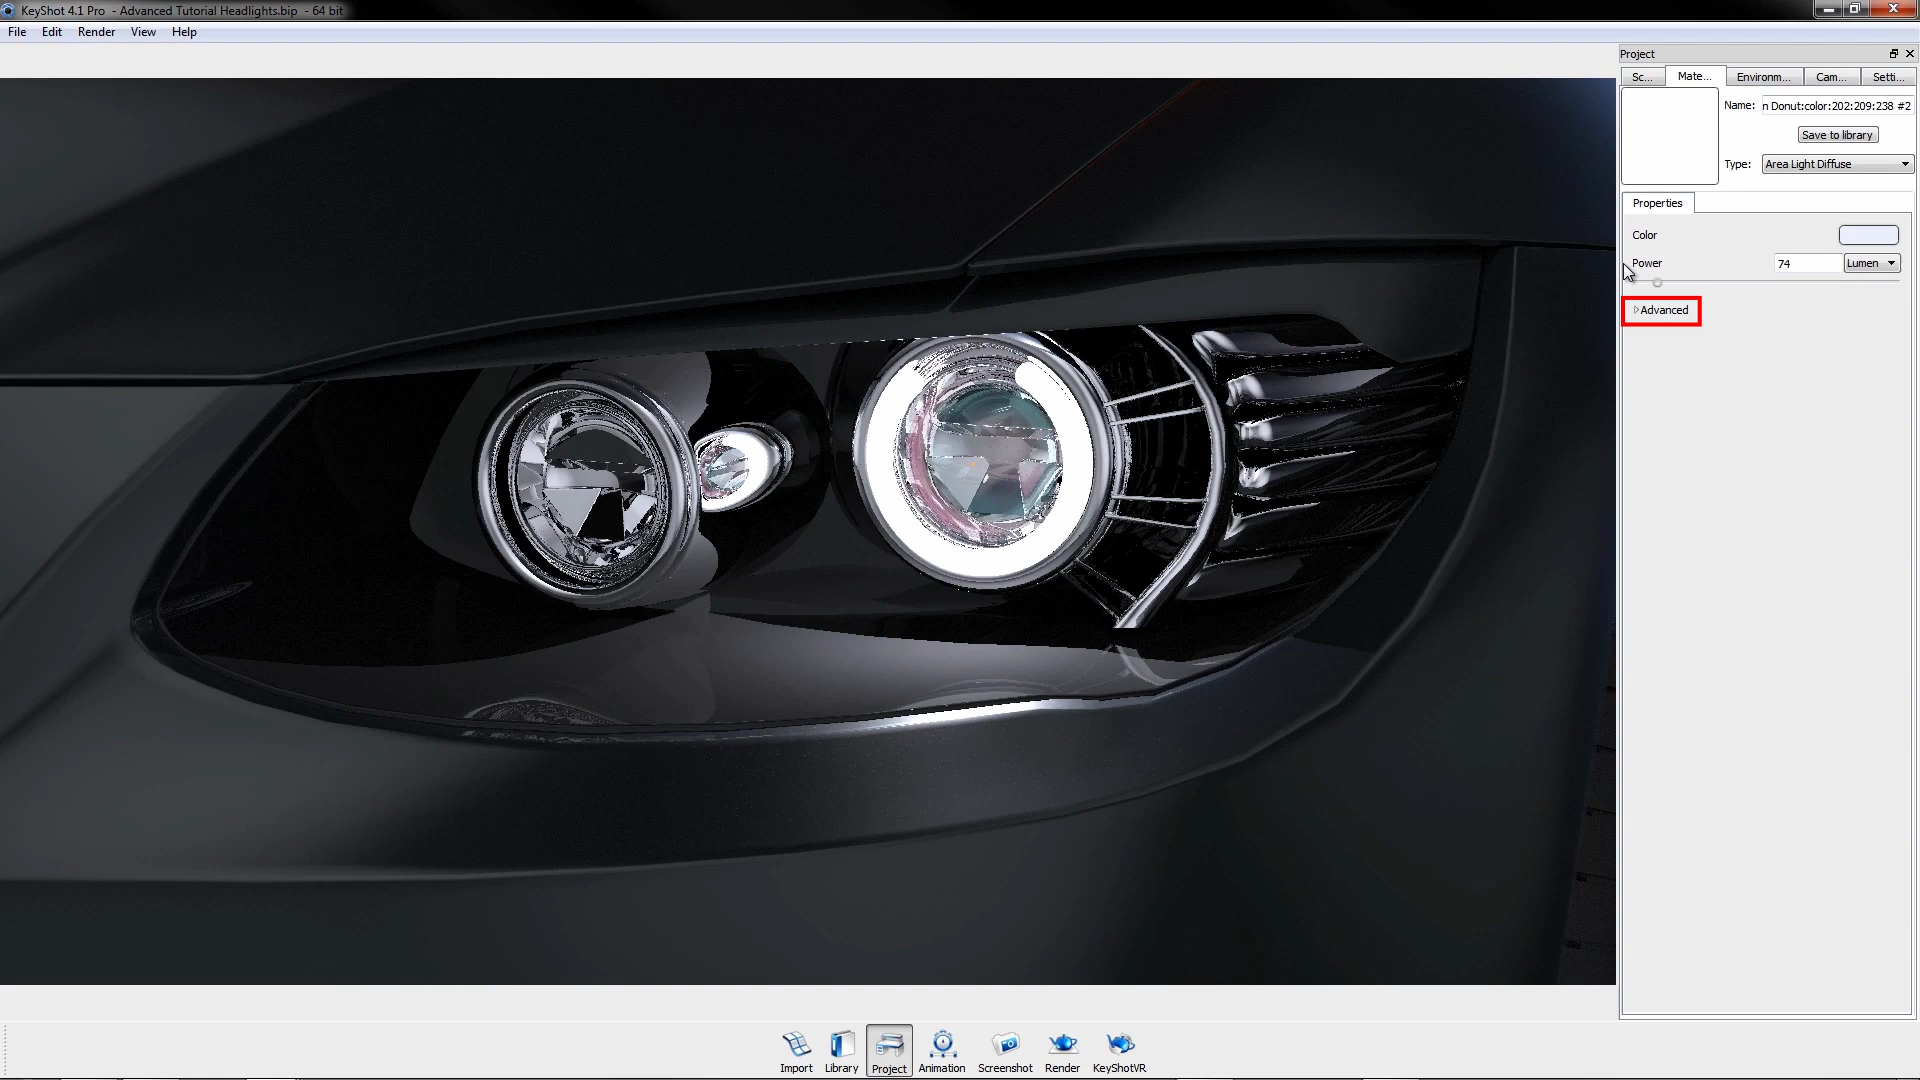 KeyShot 4.1 Pro - Advanced Tutorial Headlights.bip - 64 bit
File Edit Render View Help
Project
Sc... Mate... Environm... Cam... Setti...
Name: n Donut:color:202:209:238 #2
Save to library
Type: Area Light Diffuse
Properties
Color
Power 74 Lumen
Advanced
Import Library Project Animation Screenshot Render KeyShotVR